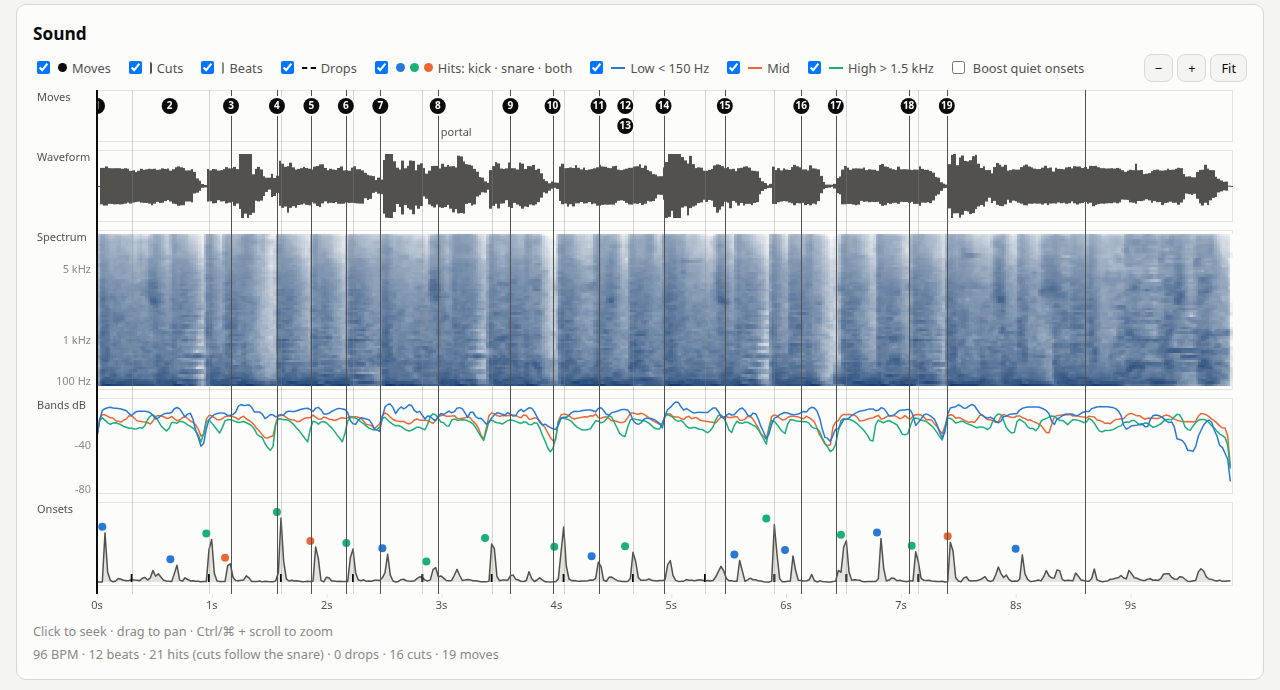 Sound
Moves Cuts Beats Drops Hits: kick · snare · both Low < 150 Hz Mid High > 1.5 kHz Boost quiet onsets − + Fit
Moves
2 3 4 5 6 7 8 9 10 11 12 14 15 16 17 18 19
13
portal
Waveform
Spectrum
5 kHz
1 kHz
100 Hz
Bands dB
-40
-80
Onsets
0s 1s 2s 3s 4s 5s 6s 7s 8s 9s
Click to seek · drag to pan · Ctrl/⌘ + scroll to zoom
96 BPM · 12 beats · 21 hits (cuts follow the snare) · 0 drops · 16 cuts · 19 moves